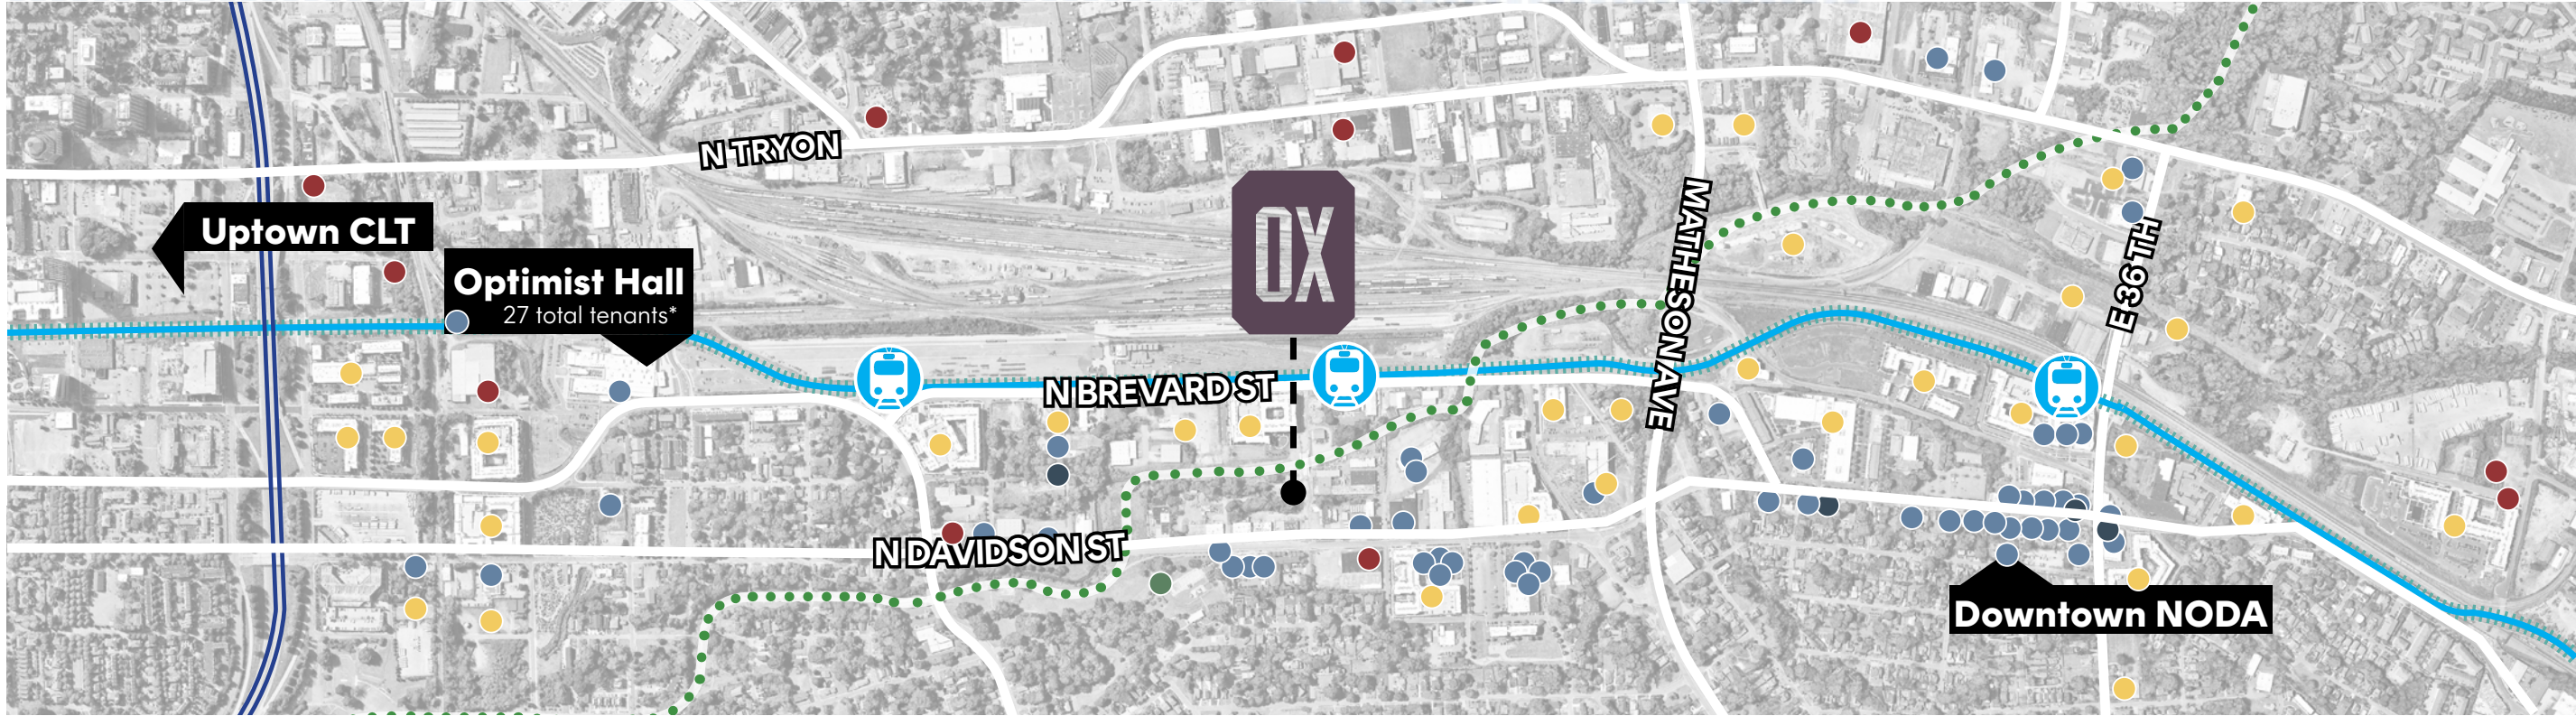 N TRYON
Uptown CLT
Optimist Hall
27 total tenants*
OX
MATHESON AVE
E 36TH
N BREVARD ST
N DAVIDSON ST
Downtown NODA